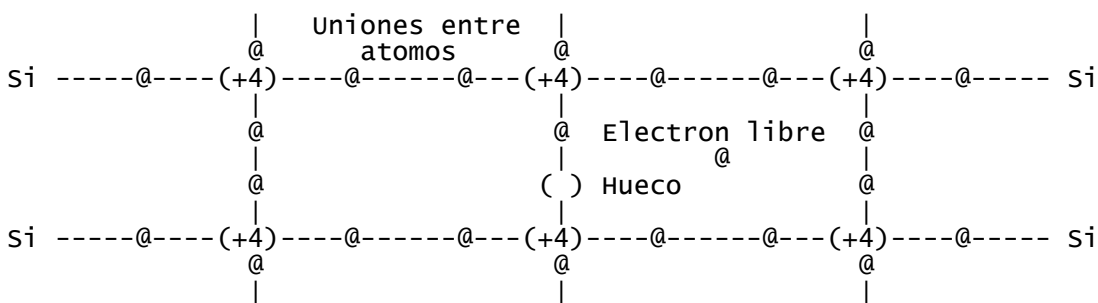 |      Uniones entre      |      |
@      atomos      @      @
Si -----@----(+4)----@------@---(+4)----@------@---(+4)----@----- Si
|      |      |
@      @ Electron libre @
|      |      @      |
@      ( ) Hueco      @
|      |      |
Si -----@----(+4)----@------@---(+4)----@------@---(+4)----@----- Si
@      @      @
|      |      |